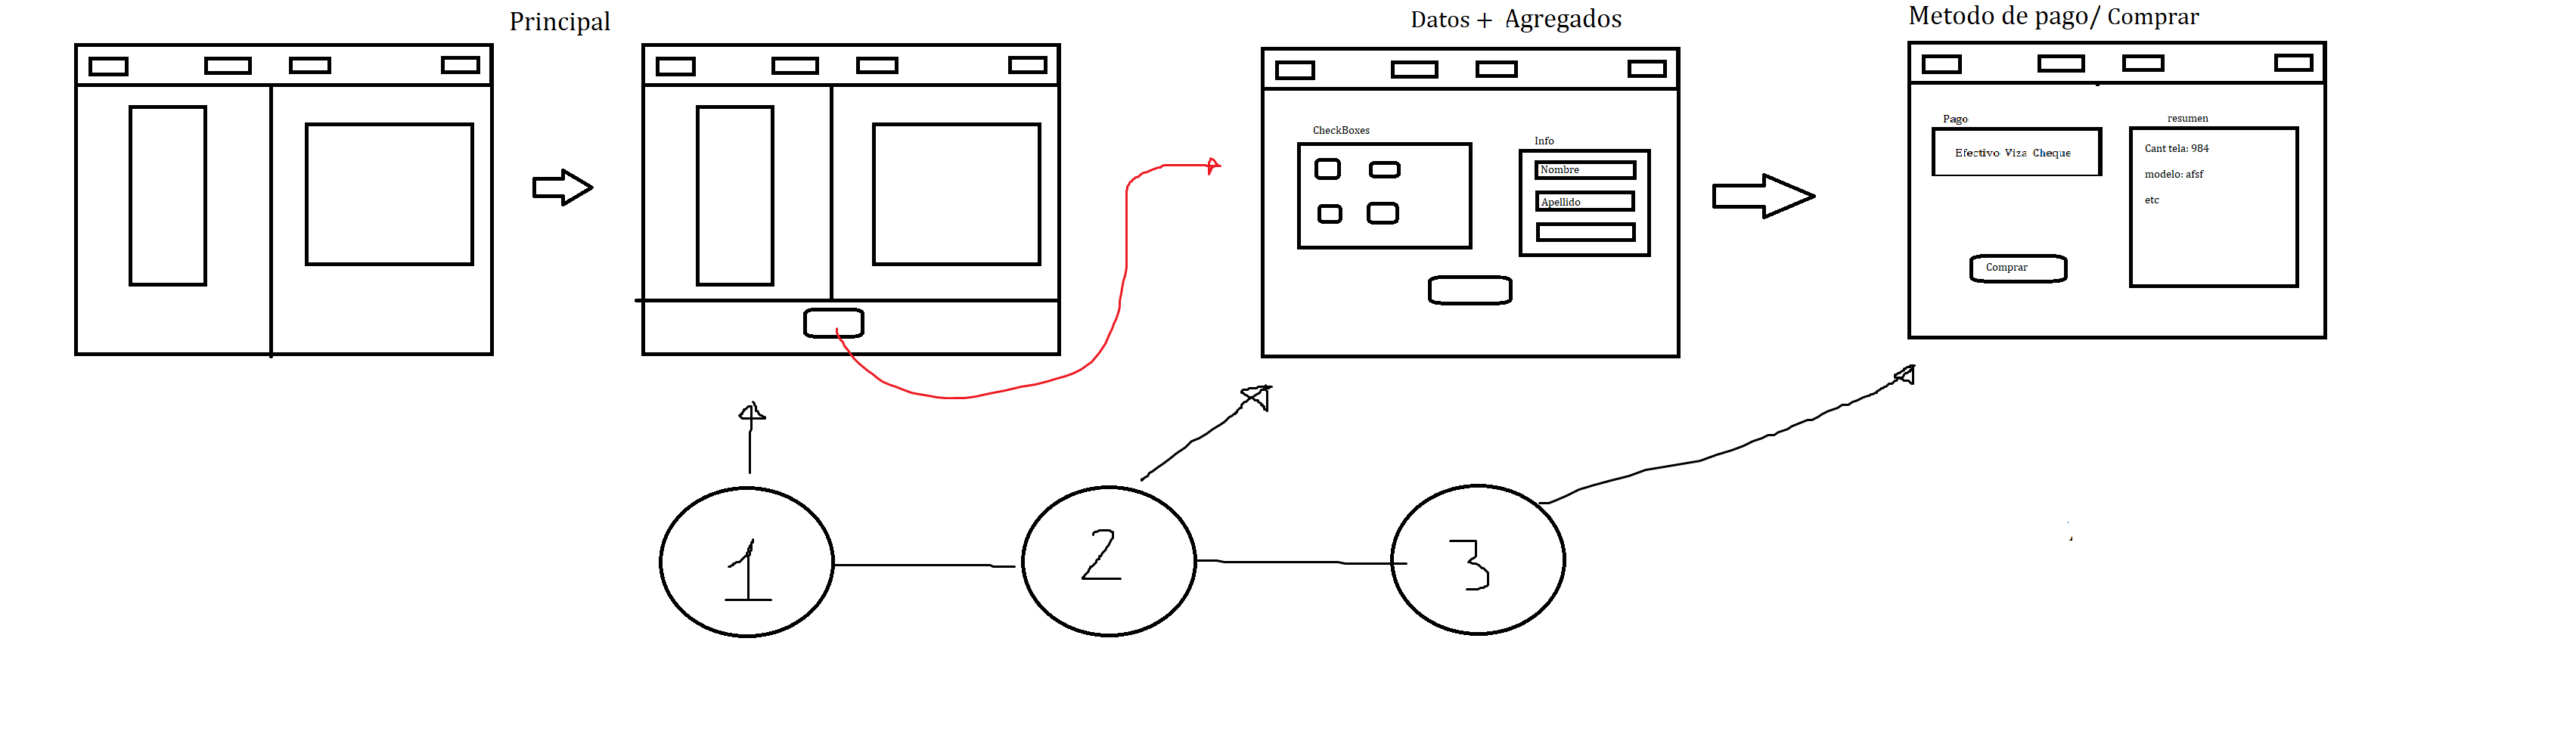 Principal
Datos + Agregados
Metodo de pago/ Comprar
CheckBoxes
Info
Nombre
Apellido
Pago
Efectivo Viza Cheque
Comprar
resumen
Cant tela: 984
modelo: afsf
etc
1
2
3